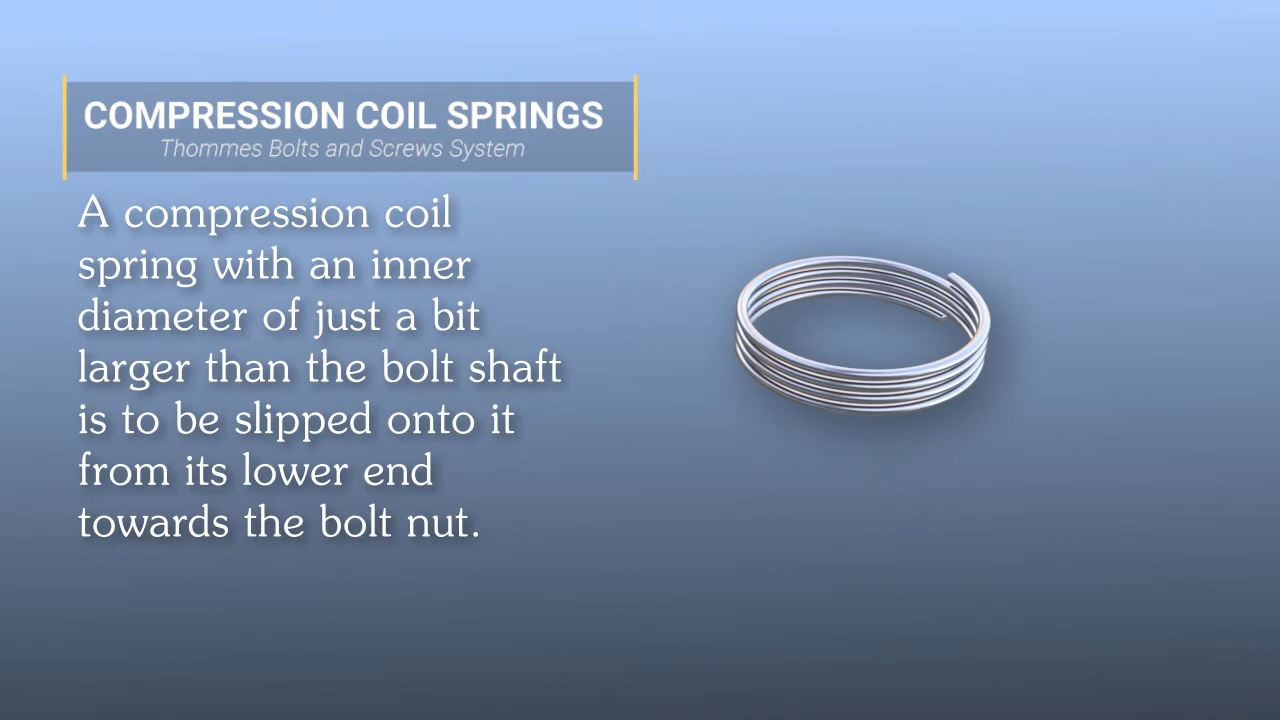 COMPRESSION COIL SPRINGS
Thommes Bolts and Screws System
A compression coil
spring with an inner
diameter of just a bit
larger than the bolt shaft
is to be slipped onto it
from its lower end
towards the bolt nut.